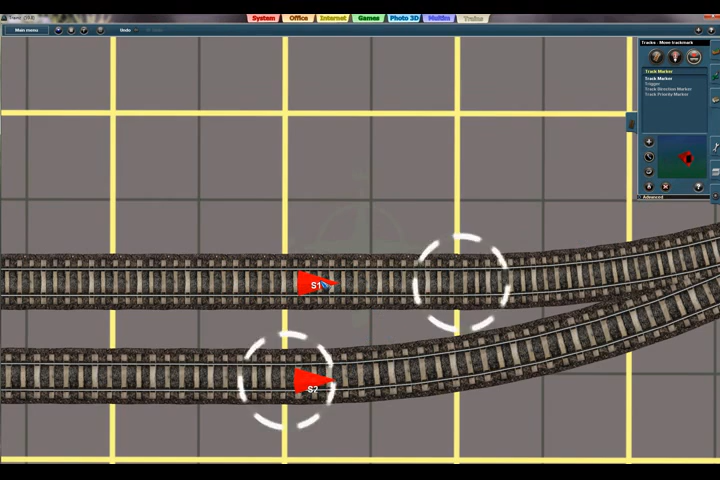 System Office Internet Games Photo 3D Multim Trains
Main menu
Undo
Tracks - Move trackmark
Track Marker
Track Marker
Trigger
Track Direction Marker
Track Priority Marker
Advanced
S1
S2